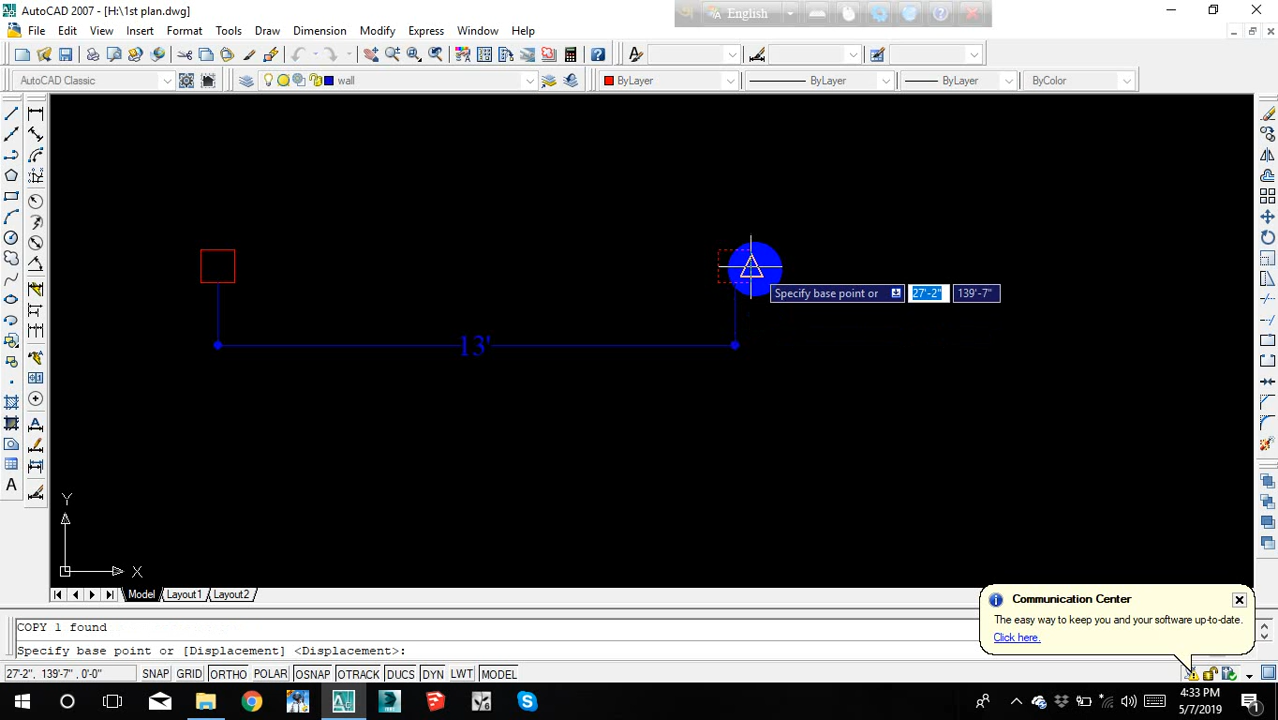 AutoCAD 2007 - [H:\1st plan.dwg]
English
File Edit View Insert Format Tools Draw Dimension Modify Express Window Help
AutoCAD Classic wall ByLayer ByLayer ByLayer ByColor
Specify base point or 27'-2" 139'-7"
13'
Y
X
A
Model Layout1 Layout2
Communication Center
The easy way to keep you and your software up-to-date.
Click here.
COPY 1 found
Specify base point or [Displacement] <Displacement>:
27'-2", 139'-7", 0'-0" SNAP GRID ORTHO POLAR OSNAP OTRACK DUCS DYN LWT MODEL
4:33 PM
5/7/2019